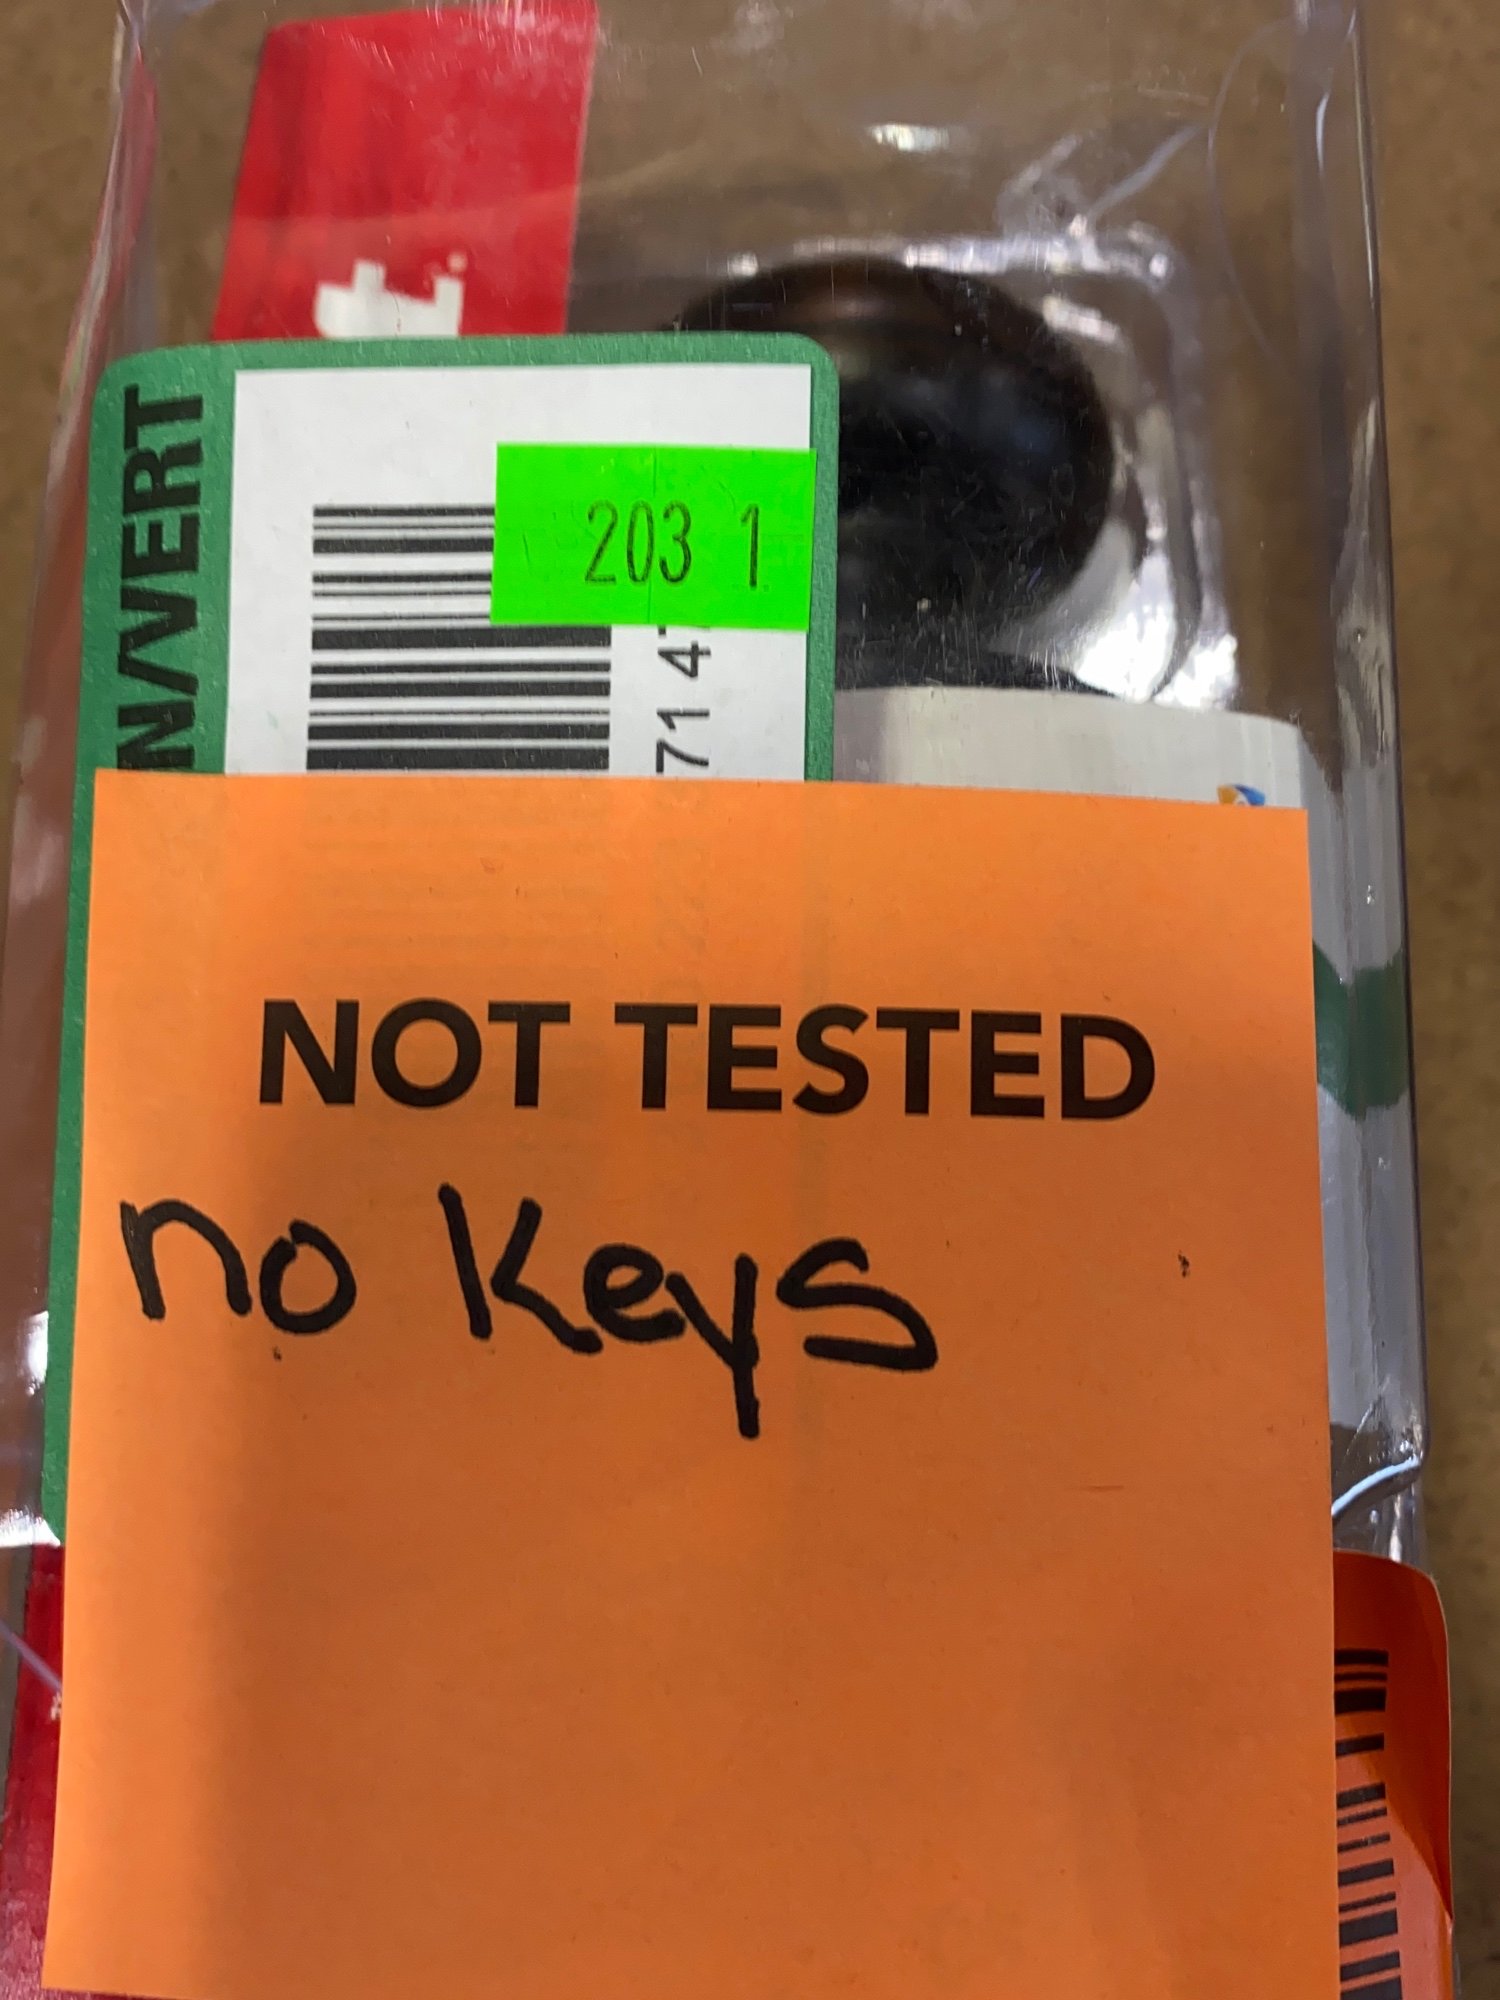 N/VERT
203 1
71 4
NOT TESTED
no keys